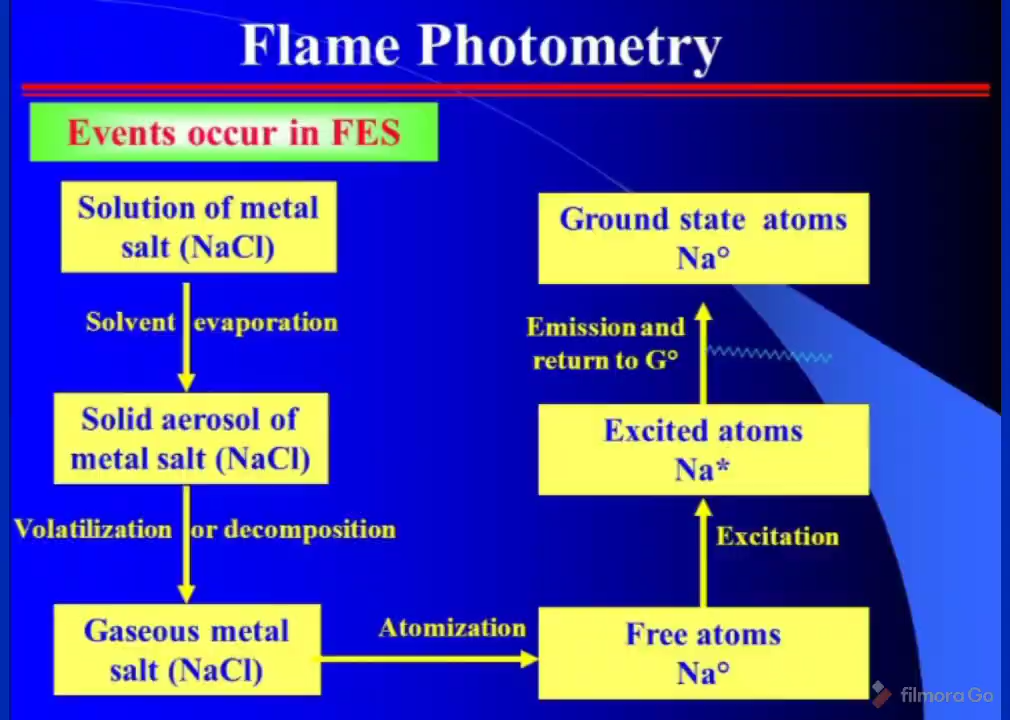 Flame Photometry
Events occur in FES
Solution of metal
salt (NaCl)
Solvent evaporation
Solid aerosol of
metal salt (NaCl)
Volatilization or decomposition
Gaseous metal
salt (NaCl)
Atomization
Free atoms
Na°
Excitation
Excited atoms
Na*
Emission and
return to G°
Ground state atoms
Na°
filmora Go